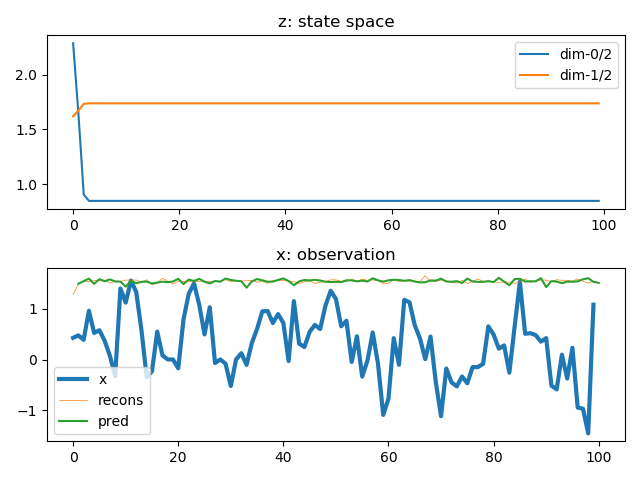 z: state space
2.0
1.5
1.0
dim-0/2
dim-1/2
0 20 40 60 80 100
x: observation
1
0
−1
x
recons
pred
0 20 40 60 80 100